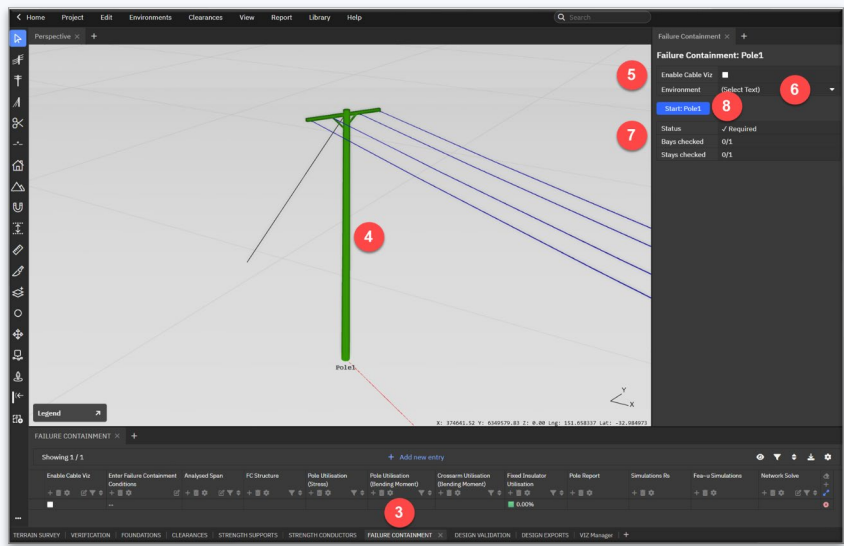 Home Project Edit Environments Clearances View Report Library Help Search
Perspective × +
Failure Containment × +
Failure Containment: Pole1
5
Enable Cable Viz
Environment (Select Text)
6
Start: Pole1
8
7
Status ✓ Required
Bays checked 0/1
Stays checked 0/1
4
Pole1
Y
X
Legend
X: 374641.52 Y: 6349579.83 Z: 0.00 Lng: 151.658337 Lat: -32.984973
FAILURE CONTAINMENT × +
Showing 1 / 1
+ Add new entry
Enable Cable Viz
Enter Failure Containment Conditions
Analysed Span
FC Structure
Pole Utilisation (Stress)
Pole Utilisation (Bending Moment)
Crossarm Utilisation (Bending Moment)
Fixed Insulator Utilisation
Pole Report
Simulations Rs
Fea-α Simulations
Network Solve
--
0.00%
3
TERRAIN SURVEY VERIFICATION FOUNDATIONS CLEARANCES STRENGTH SUPPORTS STRENGTH CONDUCTORS FAILURE CONTAINMENT × DESIGN VALIDATION DESIGN EXPORTS VIZ Manager +